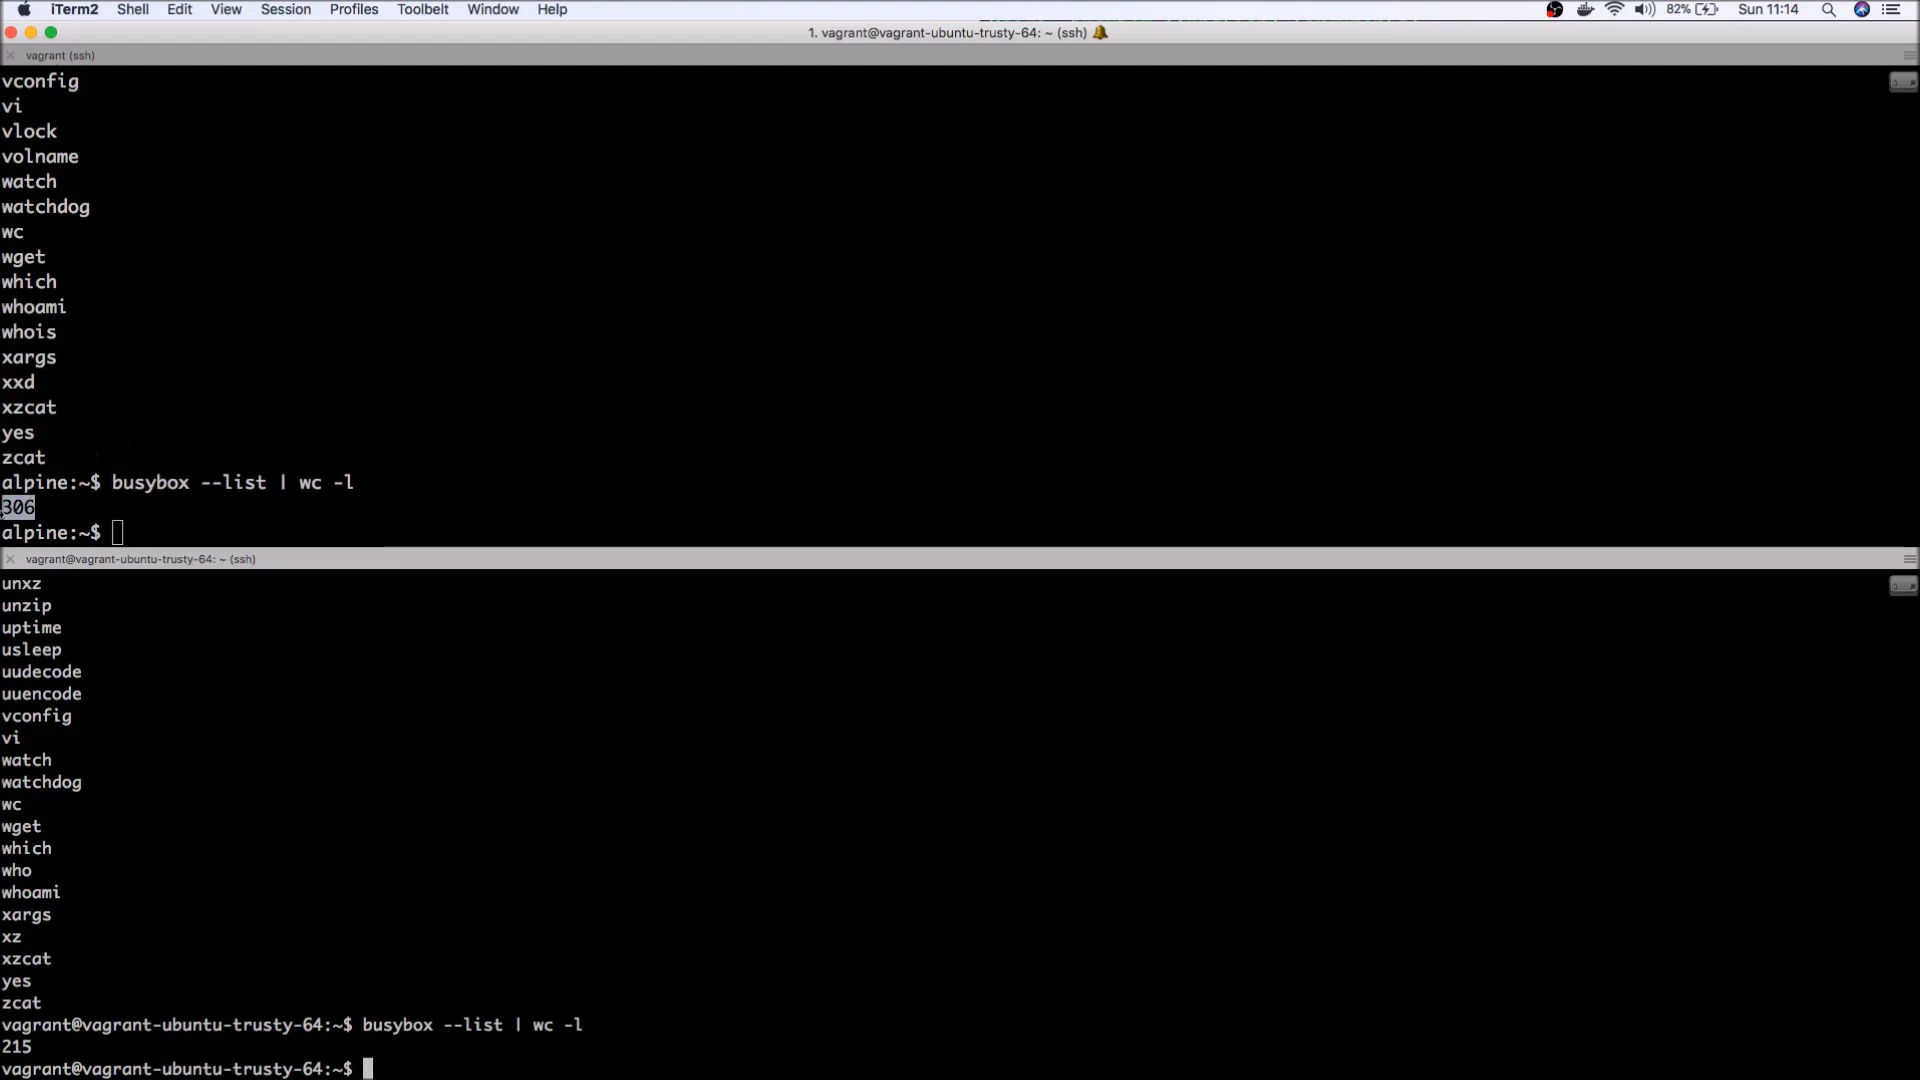 iTerm2 Shell Edit View Session Profiles Toolbelt Window Help 82% Sun 11:14
1. vagrant@vagrant-ubuntu-trusty-64: ~ (ssh)
vagrant (ssh)
vconfig
vi
vlock
volname
watch
watchdog
wc
wget
which
whoami
whois
xargs
xxd
xzcat
yes
zcat
alpine:~$ busybox --list | wc -l
306
alpine:~$
vagrant@vagrant-ubuntu-trusty-64: ~ (ssh)
unxz
unzip
uptime
usleep
uudecode
uuencode
vconfig
vi
watch
watchdog
wc
wget
which
who
whoami
xargs
xz
xzcat
yes
zcat
vagrant@vagrant-ubuntu-trusty-64:~$ busybox --list | wc -l
215
vagrant@vagrant-ubuntu-trusty-64:~$